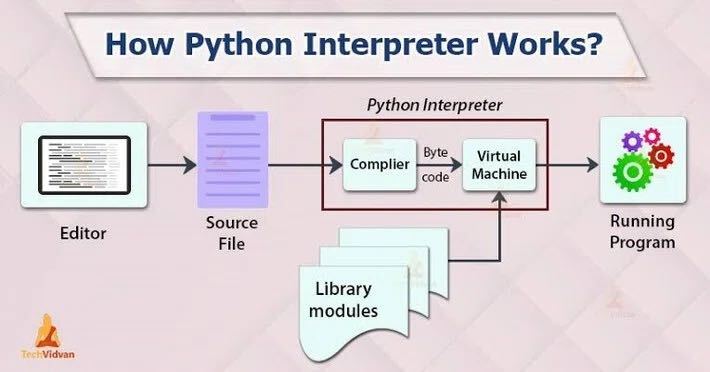 How Python Interpreter Works?
Python Interpreter
Complier
Byte
code
Virtual
Machine
Editor
Source
File
Running
Program
Library
modules
TechVidvan